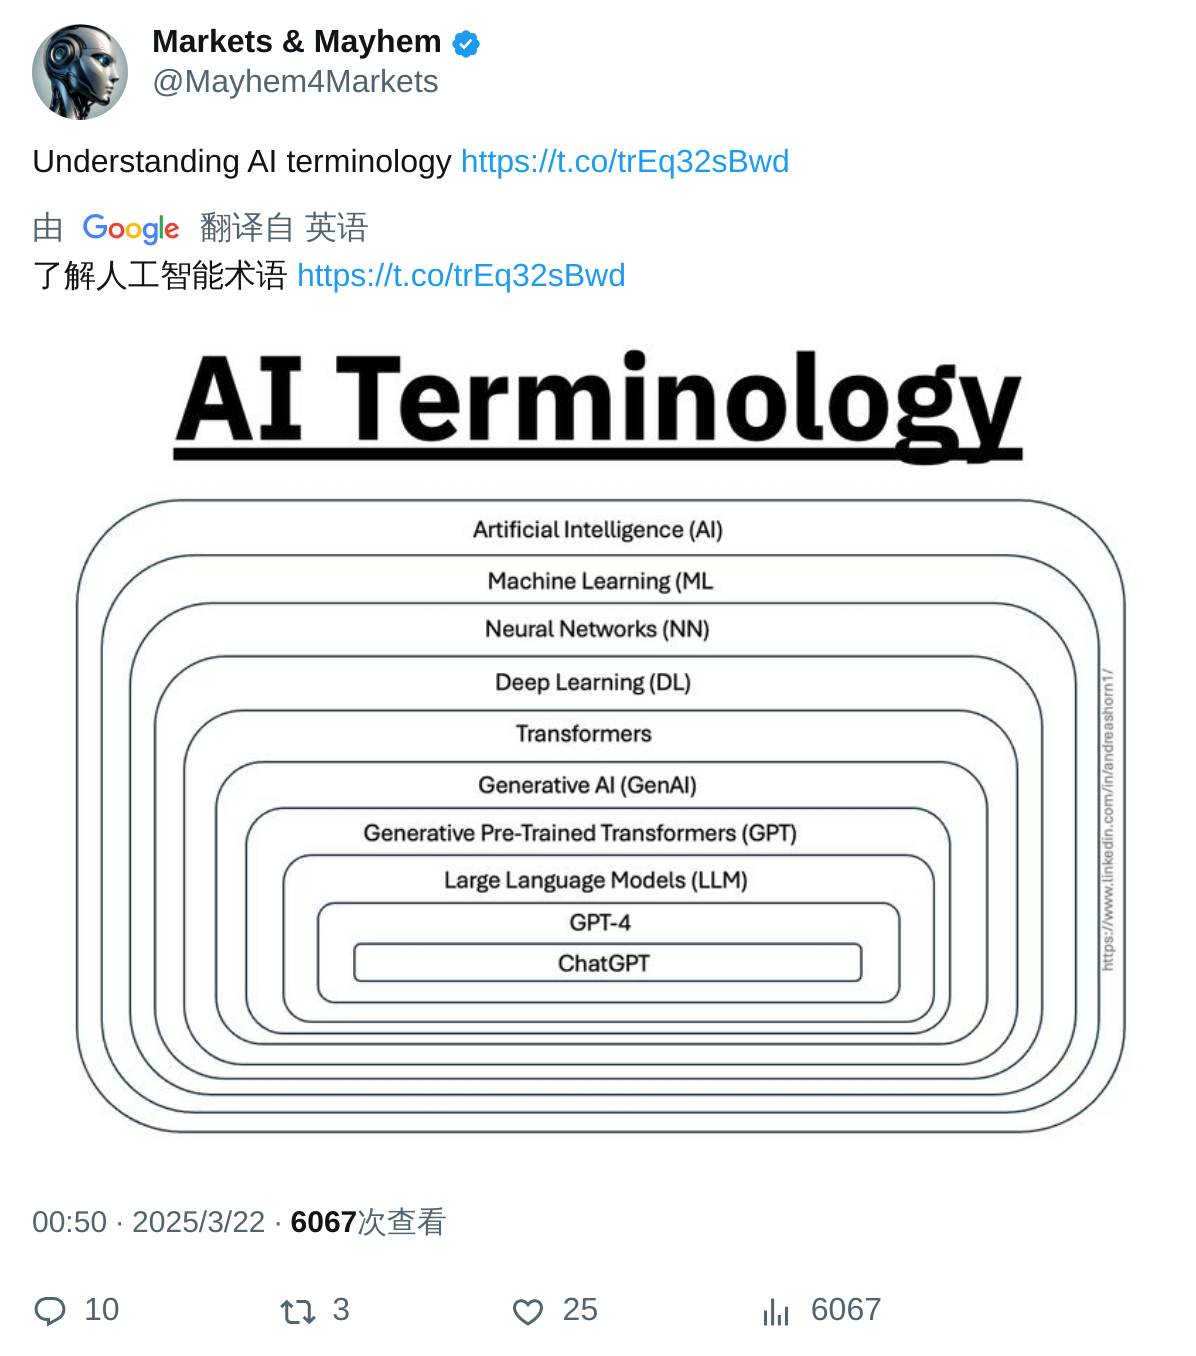 Markets & Mayhem
@Mayhem4Markets
Understanding AI terminology https://t.co/trEq32sBwd
由 Google 翻译自 英语
了解人工智能术语 https://t.co/trEq32sBwd
AI Terminology
Artificial Intelligence (AI)
Machine Learning (ML
Neural Networks (NN)
Deep Learning (DL)
Transformers
Generative AI (GenAI)
Generative Pre-Trained Transformers (GPT)
Large Language Models (LLM)
GPT-4
ChatGPT
https://www.linkedin.com/in/andreashorn1/
00:50 · 2025/3/22 · 6067次查看
10 3 25 6067